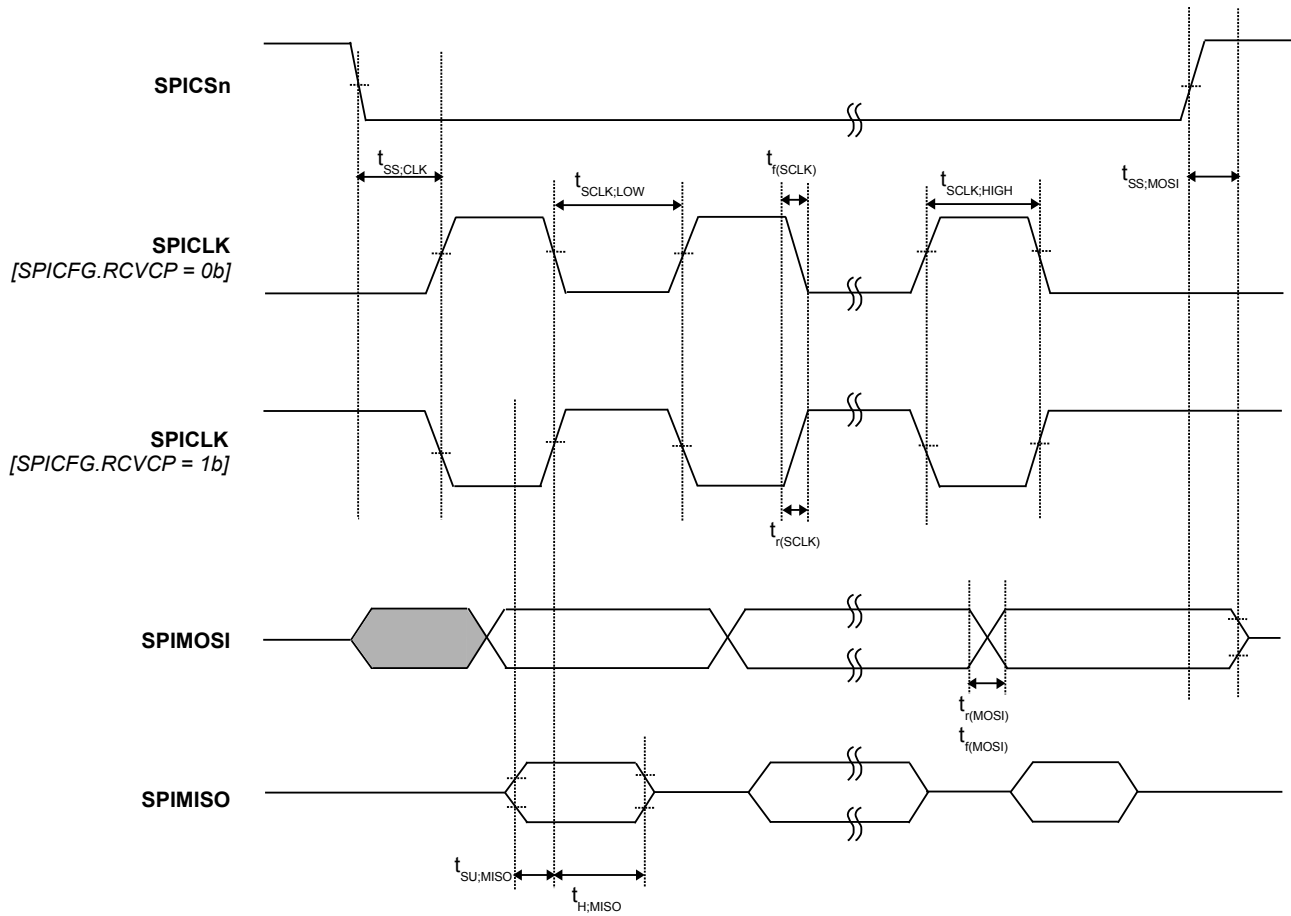 SPICSn
tSS;CLK
tSCLK;LOW
tf(SCLK)
tSCLK;HIGH
tSS;MOSI
SPICLK
[SPICFG.RCVCP = 0b]
SPICLK
[SPICFG.RCVCP = 1b]
tr(SCLK)
SPIMOSI
tr(MOSI)
tf(MOSI)
SPIMISO
tSU;MISO
tH;MISO